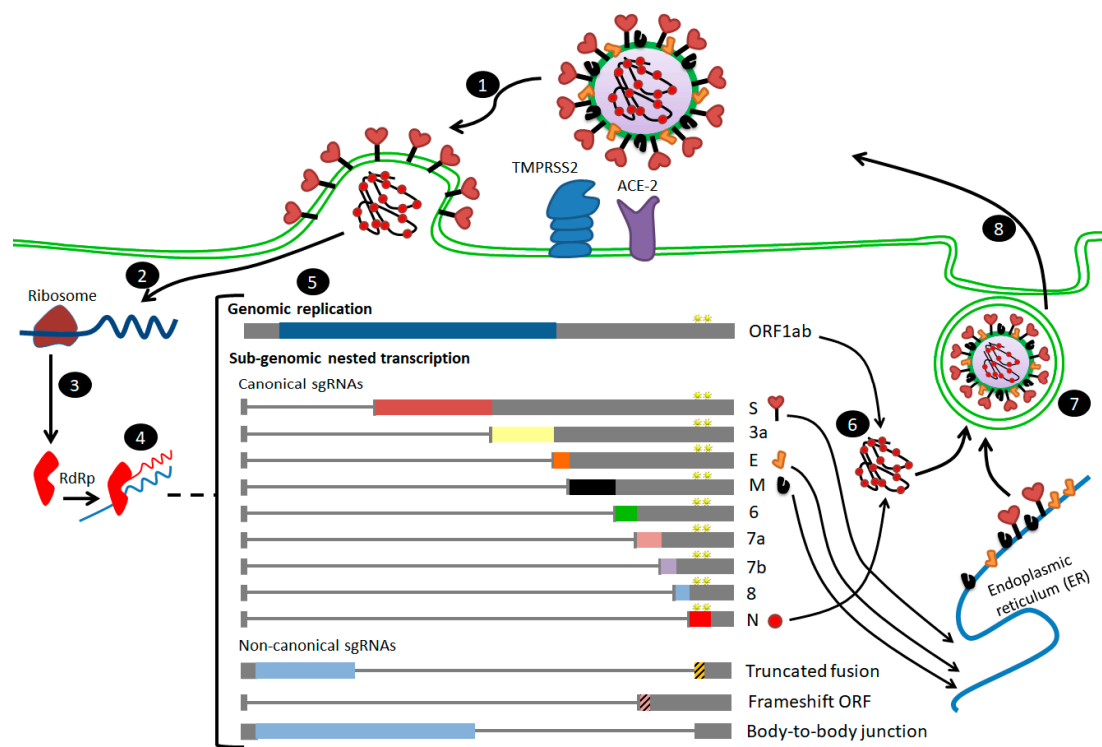 1
TMPRSS2
ACE-2
8
2
5
Ribosome
Genomic replication
ORF1ab
Sub-genomic nested transcription
3
Canonical sgRNAs
S
7
3a
6
4
E
RdRp
M
6
7a
7b
Endoplasmic
reticulum (ER)
8
N
Non-canonical sgRNAs
Truncated fusion
Frameshift ORF
Body-to-body junction